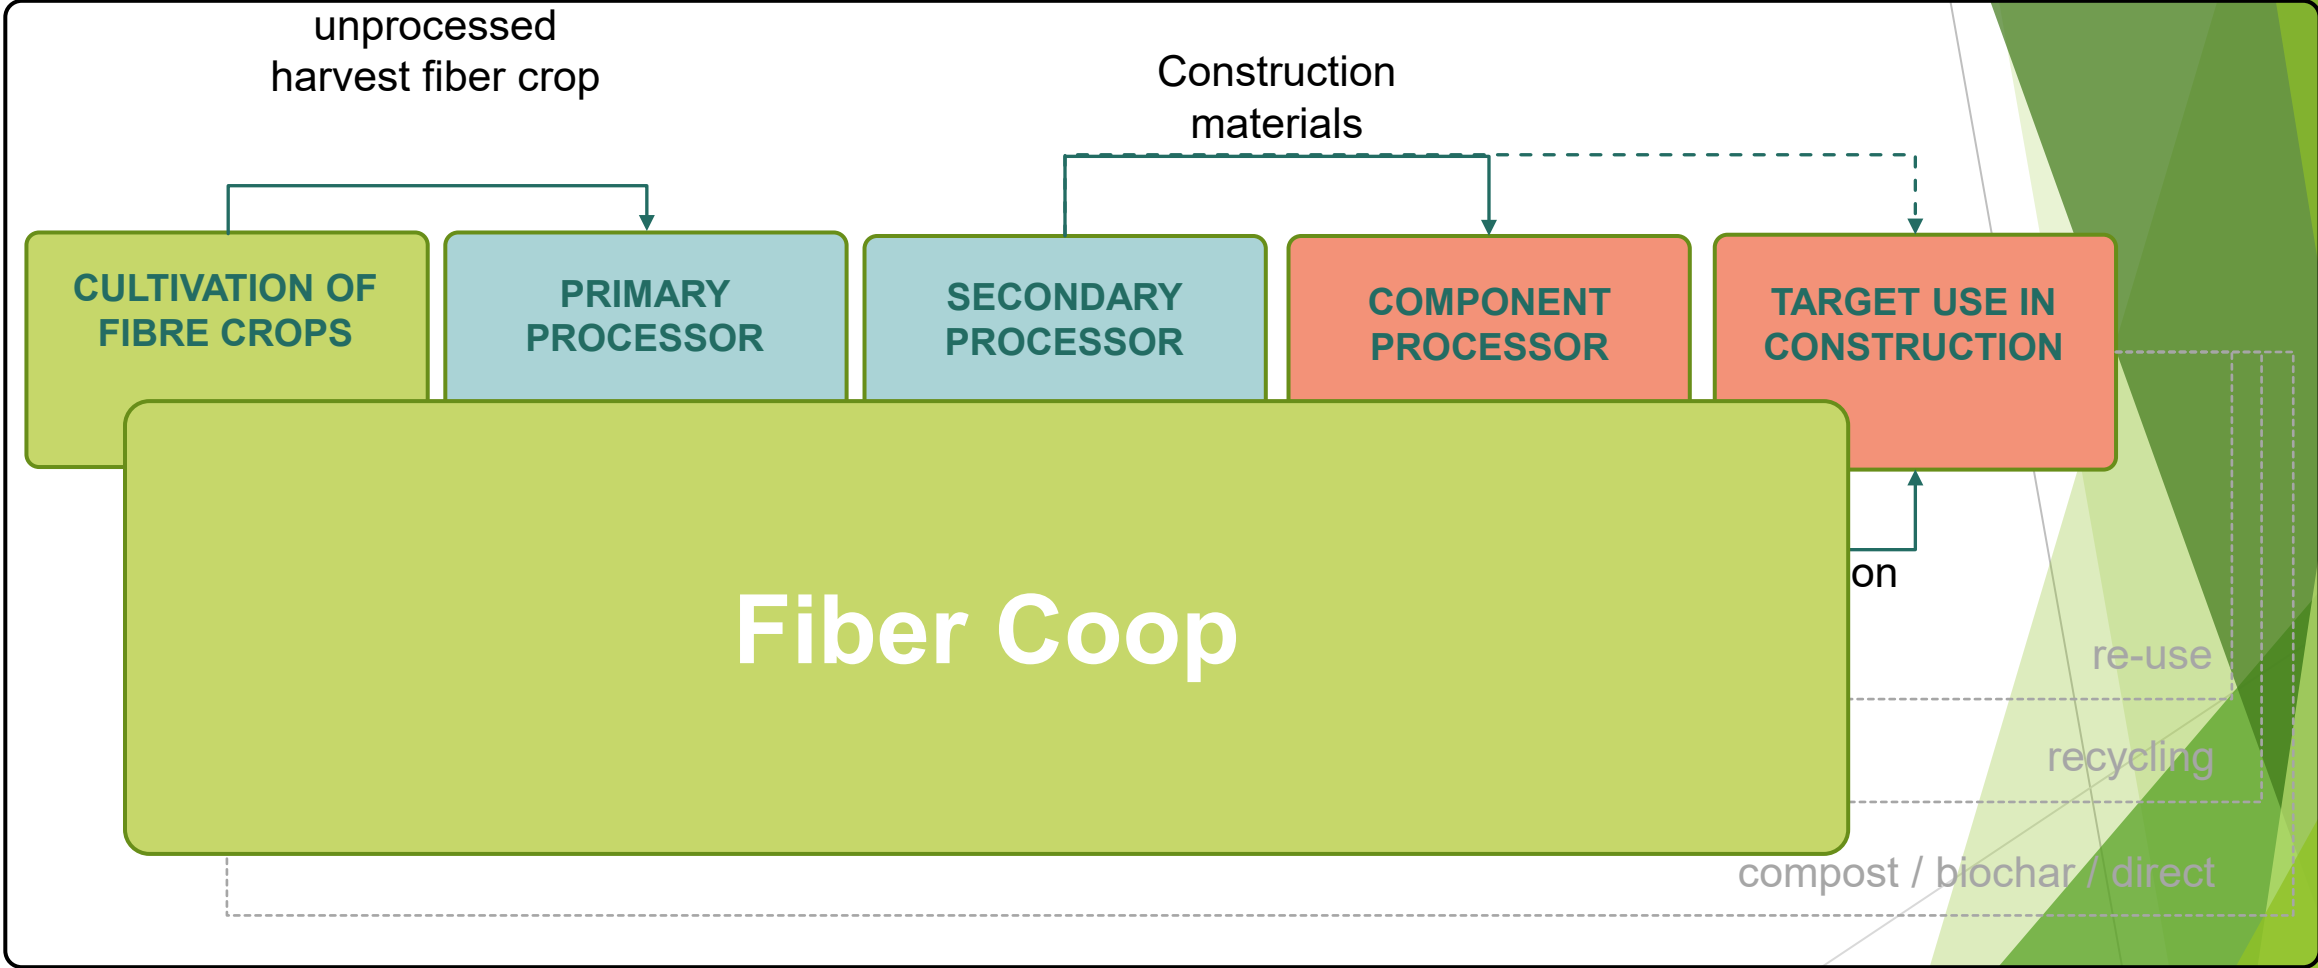 unprocessed
harvest fiber crop
Construction
materials
CULTIVATION OF
FIBRE CROPS
PRIMARY
PROCESSOR
SECONDARY
PROCESSOR
COMPONENT
PROCESSOR
TARGET USE IN
CONSTRUCTION
on
Fiber Coop
re-use
recycling
compost / biochar / direct